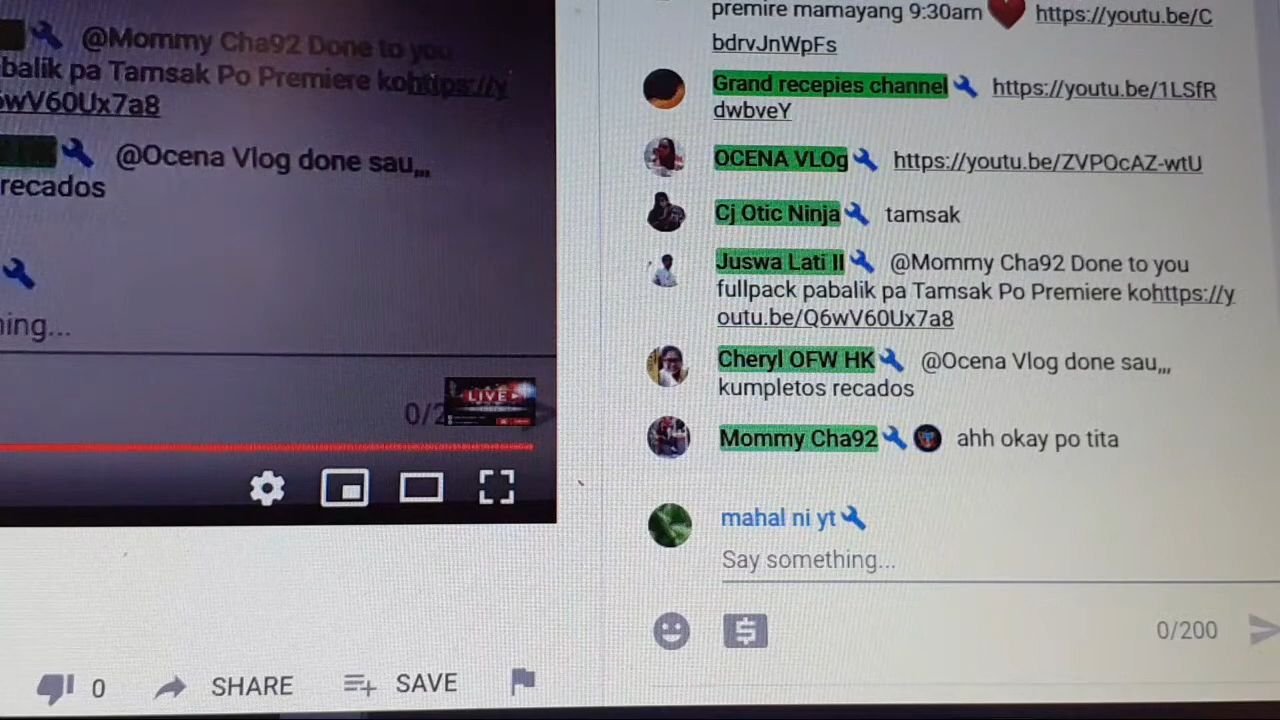 @Mommy Cha92 Done to you
balik pa Tamsak Po Premiere kohttps://y
6wV60Ux7a8
@Ocena Vlog done sau,,,
recados
ning...
0/2
LIVE
0
SHARE
SAVE
premire mamayang 9:30am https://youtu.be/C
bdrvJnWpFs
Grand recepies channel https://youtu.be/1LSfR
dwbveY
OCENA VLOg https://youtu.be/ZVPOcAZ-wtU
Cj Otic Ninja tamsak
Juswa Lati II @Mommy Cha92 Done to you
fullpack pabalik pa Tamsak Po Premiere kohttps://y
outu.be/Q6wV60Ux7a8
Cheryl OFW HK @Ocena Vlog done sau,,,
kumpletos recados
Mommy Cha92 ahh okay po tita
mahal ni yt
Say something...
0/200